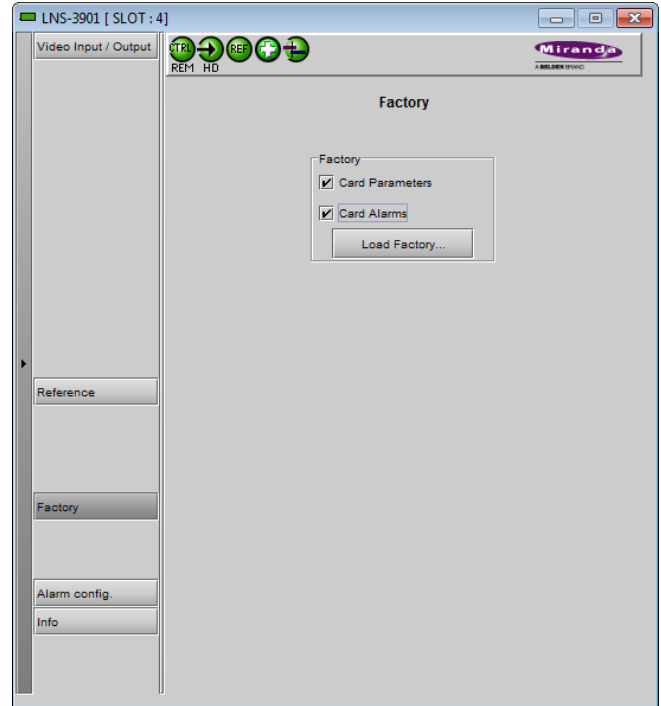 LNS-3901 [ SLOT : 4]
Video Input / Output
CTRL
REF
REM HD
Miranda
A BELDEN BRAND
Factory
Factory
Card Parameters
Card Alarms
Load Factory...
Reference
Factory
Alarm config.
Info